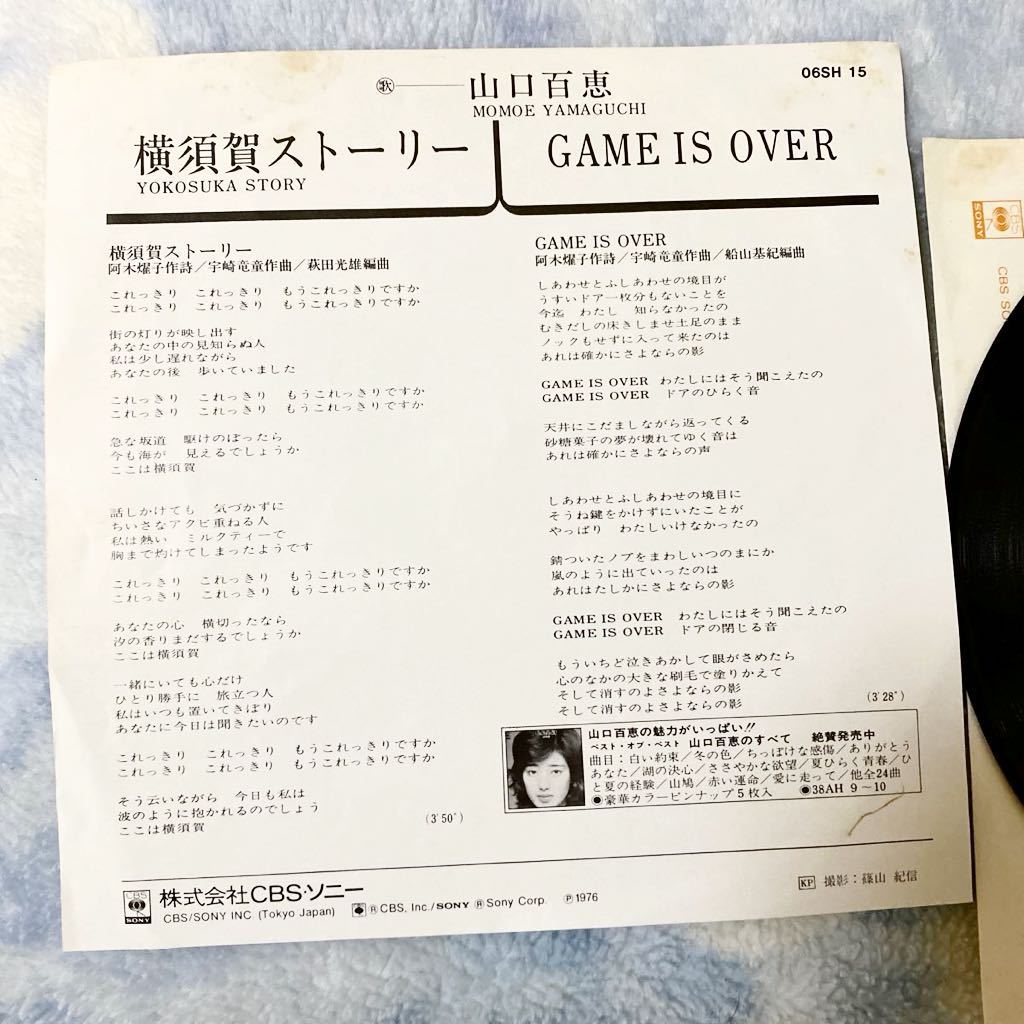 06SH 15
歌 山口百恵
MOMOE YAMAGUCHI
横須賀ストーリー
YOKOSUKA STORY
GAME IS OVER
横須賀ストーリー
阿木燿子作詩／宇崎竜童作曲／萩田光雄編曲
これっきり これっきり もうこれっきりですか
これっきり これっきり もうこれっきりですか
街の灯りが映し出す
あなたの中の見知らぬ人
私は少し遅れながら
あなたの後 歩いていました
これっきり これっきり もうこれっきりですか
これっきり これっきり もうこれっきりですか
急な坂道 駆けのぼったら
今も海が 見えるでしょうか
ここは横須賀
話しかけても 気づかずに
ちいさなアクビ重ねる人
私は熱い ミルクティーで
胸まで灼けてしまったようです
これっきり これっきり もうこれっきりですか
これっきり これっきり もうこれっきりですか
あなたの心 横切ったなら
汐の香りまだするでしょうか
ここは横須賀
一緒にいても心だけ
ひとり勝手に 旅立つ人
私はいつも置いてきぼり
あなたに今日は聞きたいのです
これっきり これっきり もうこれっきりですか
これっきり これっきり もうこれっきりですか
そう云いながら 今日も私は
波のように抱かれるのでしょう
ここは横須賀
(3'50")
GAME IS OVER
阿木燿子作詩／宇崎竜童作曲／船山基紀編曲
しあわせとふしあわせの境目が
うすいドア一枚分もないことを
今迄 わたし 知らなかったの
むきだしの床きしませ土足のまま
ノックもせずに入って来たのは
あれは確かにさよならの影
GAME IS OVER わたしにはそう聞こえたの
GAME IS OVER ドアのひらく音
天井にこだましながら返ってくる
砂糖菓子の夢が壊れてゆく音は
あれは確かにさよならの声
しあわせとふしあわせの境目に
そうね鍵をかけずにいたことが
やっぱり わたしいけなかったの
錆ついたノブをまわしいつのまにか
嵐のように出ていったのは
あれはたしかにさよならの影
GAME IS OVER わたしにはそう聞こえたの
GAME IS OVER ドアの閉じる音
もういちど泣きあかして眼がさめたら
心のなかの大きな刷毛で塗りかえて
そして消すのよさよならの影
そして消すのよさよならの影
(3'28")
山口百恵の魅力がいっぱい!!
ベスト・オブ・ベスト 山口百恵のすべて 絶賛発売中
曲目：白い約束／冬の色／ちっぽけな感傷／ありがとう
あなた／湖の決心／ささやかな欲望／夏ひらく青春／ひ
と夏の経験／山鳩／赤い運命／愛に走って／他全24曲
●豪華カラーピンナップ5枚入 ●38AH 9〜10
CBS SONY 株式会社CBS・ソニー
CBS/SONY INC. (Tokyo Japan) ® CBS, Inc./SONY ® Sony Corp. Ⓟ1976
KP 撮影：篠山 紀信
CBS SONY